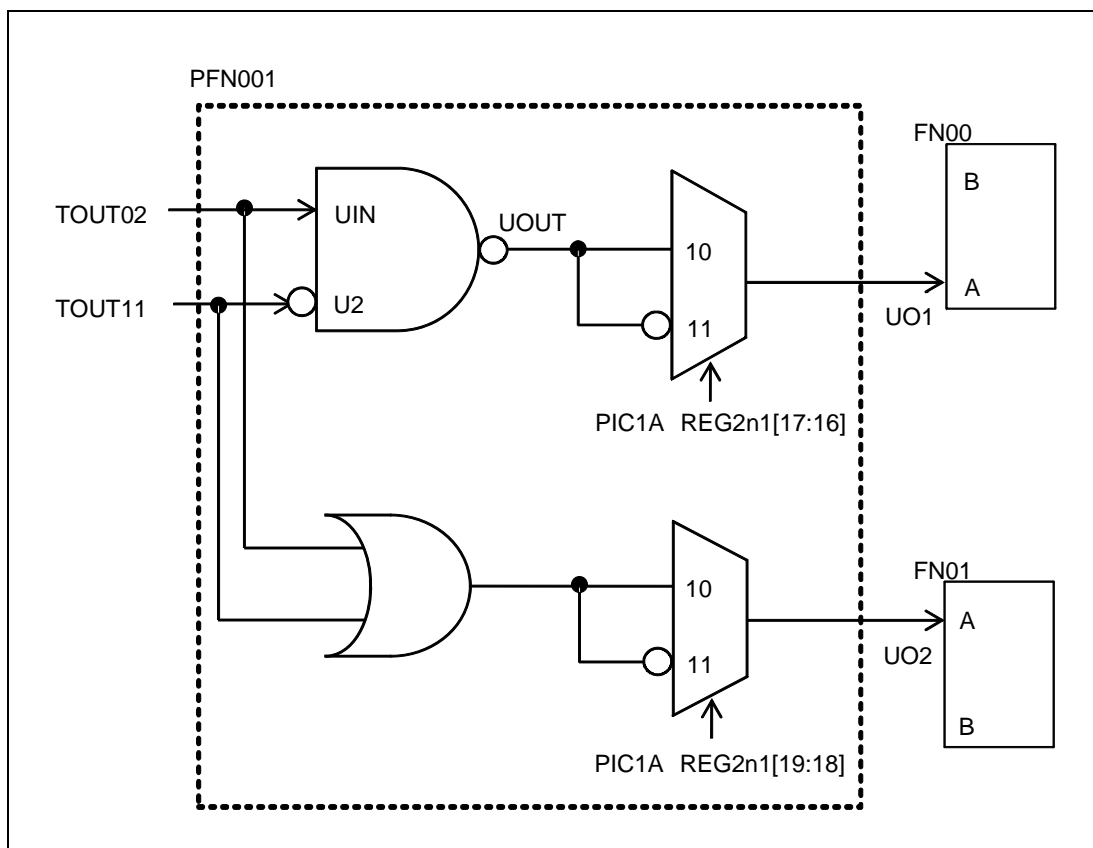 PFN001
FN00
TOUT02
UIN
UOUT
B
10
TOUT11
U2
A
11
UO1
PIC1A REG2n1[17:16]
FN01
10
A
11
UO2
B
PIC1A REG2n1[19:18]